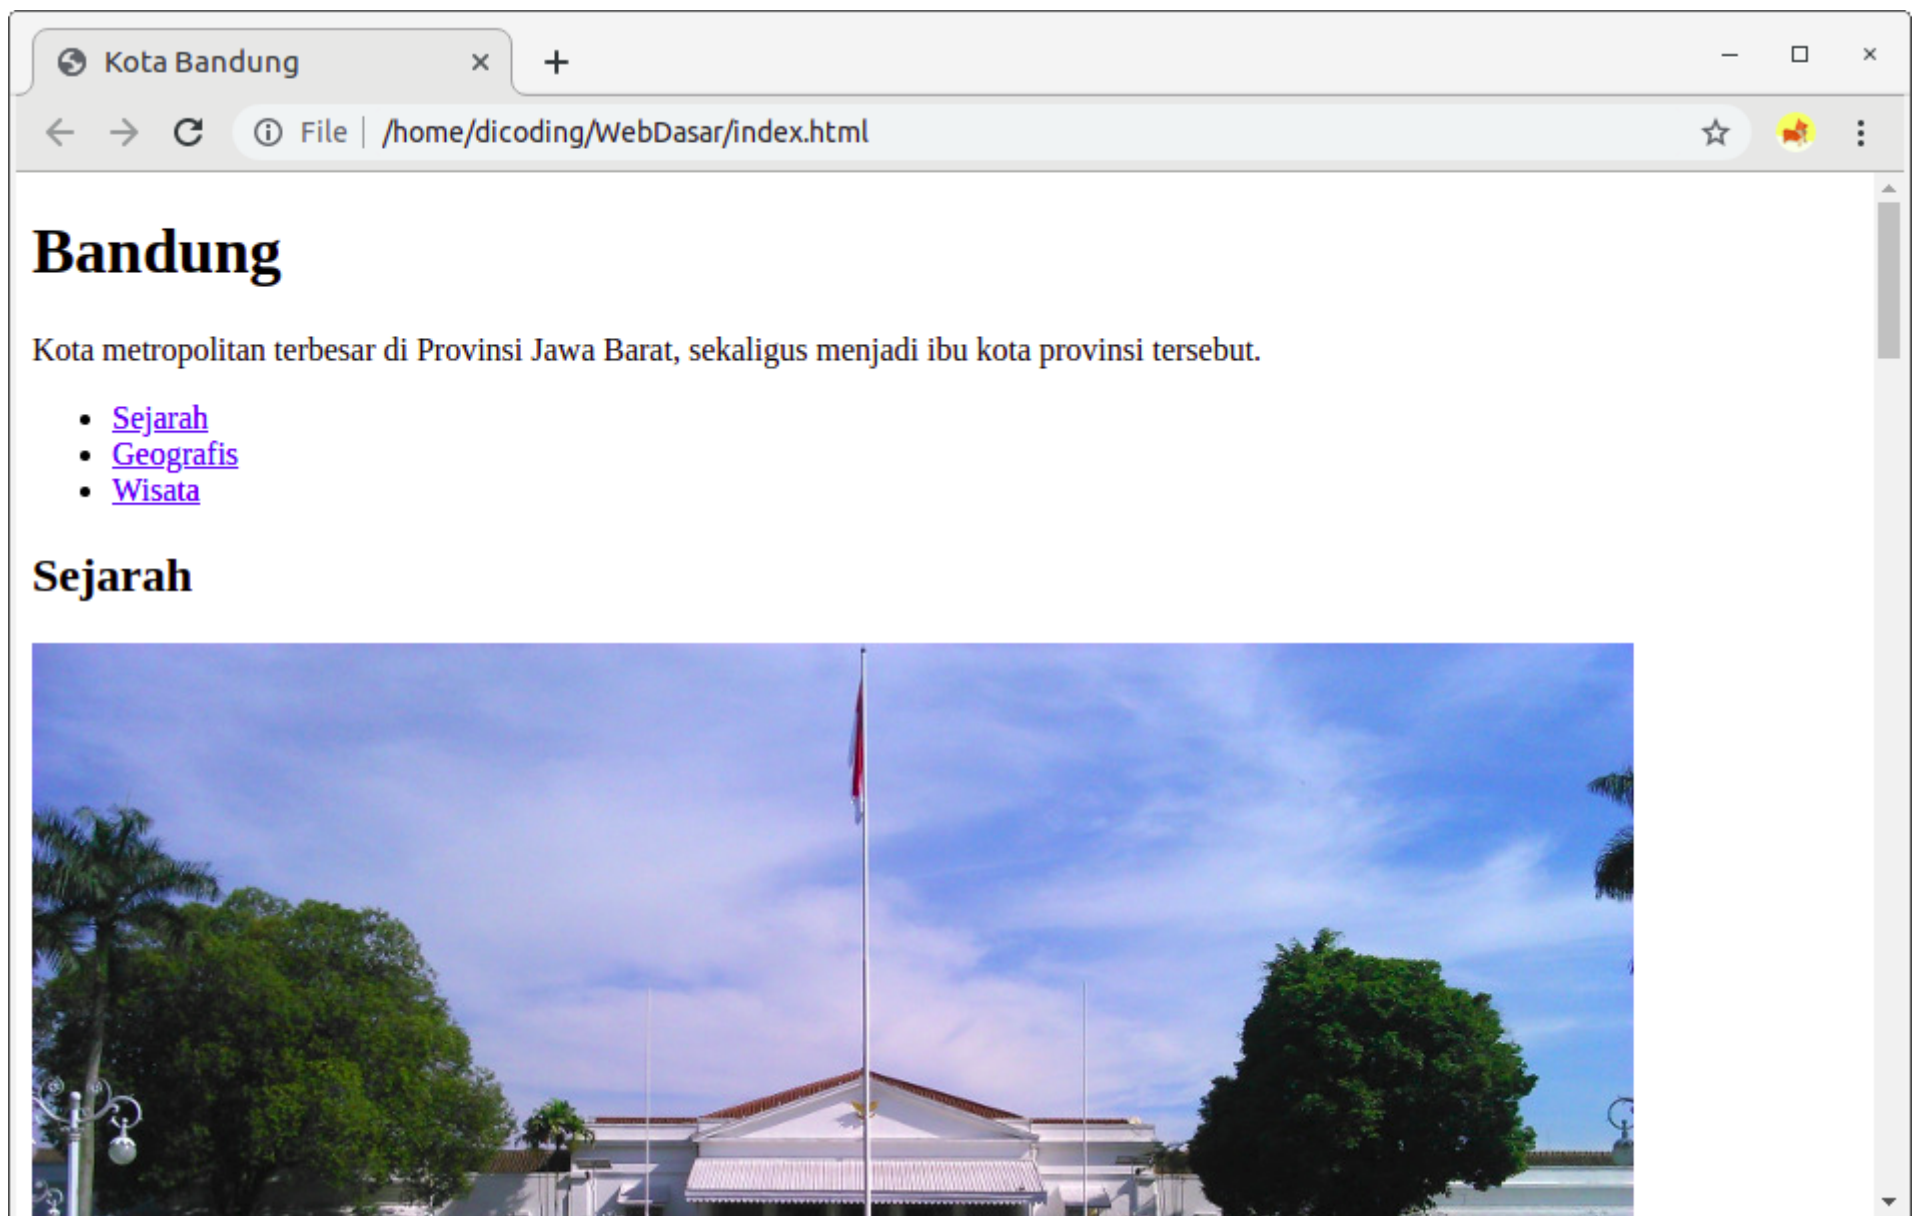 Kota Bandung
File /home/dicoding/WebDasar/index.html
Bandung
Kota metropolitan terbesar di Provinsi Jawa Barat, sekaligus menjadi ibu kota provinsi tersebut.
Sejarah
Geografis
Wisata
Sejarah